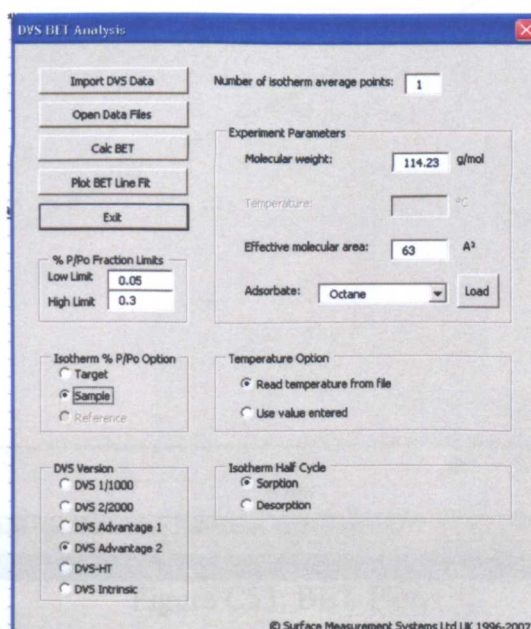 DVS BET Analysis
Import DVS Data
Open Data Files
Calc BET
Plot BET Line Fit
Exit
Number of isotherm average points: 1
Experiment Parameters
Molecular weight: 114.23 g/mol
Temperature: °C
Effective molecular area: 63 A²
Adsorbate: Octane Load
% P/Po Fraction Limits
Low Limit 0.05
High Limit 0.3
Isotherm % P/Po Option
Target
Sample
Reference
Temperature Option
Read temperature from file
Use value entered
DVS Version
DVS 1/1000
DVS 2/2000
DVS Advantage 1
DVS Advantage 2
DVS-HT
DVS Intrinsic
Isotherm Half Cycle
Sorption
Desorption
© Surface Measurement Systems Ltd UK 1996-2007